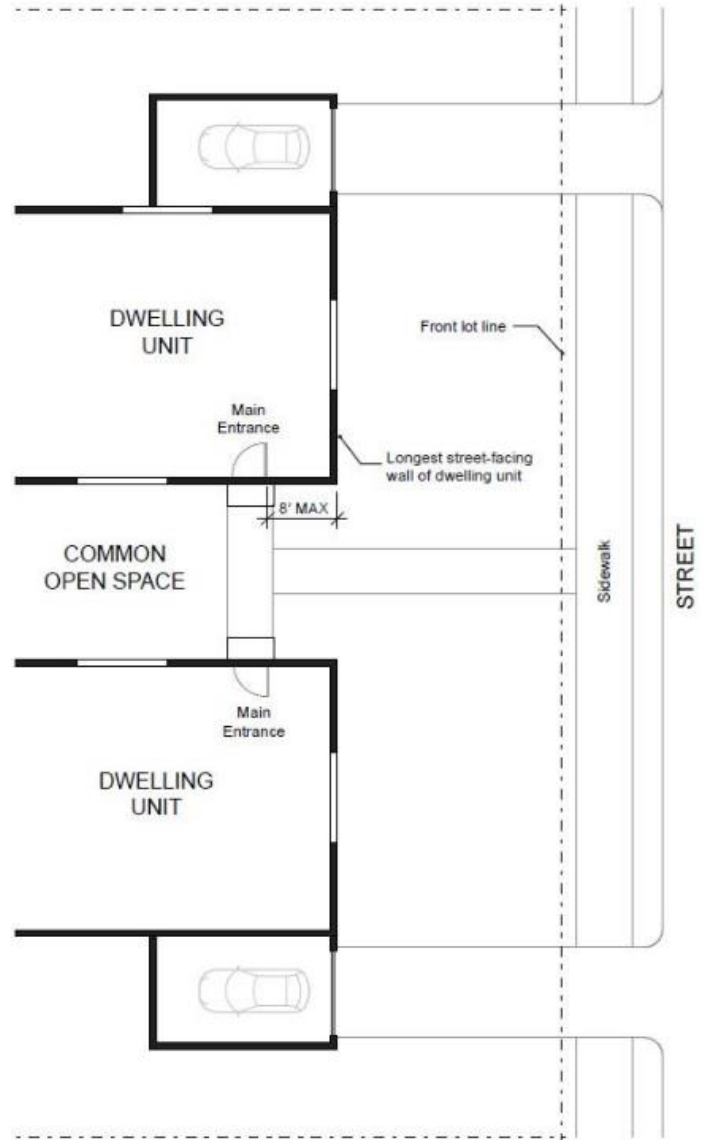 DWELLING
UNIT
Front lot line
Main
Entrance
Longest street-facing
wall of dwelling unit
8' MAX
COMMON
OPEN SPACE
Sidewalk
STREET
Main
Entrance
DWELLING
UNIT